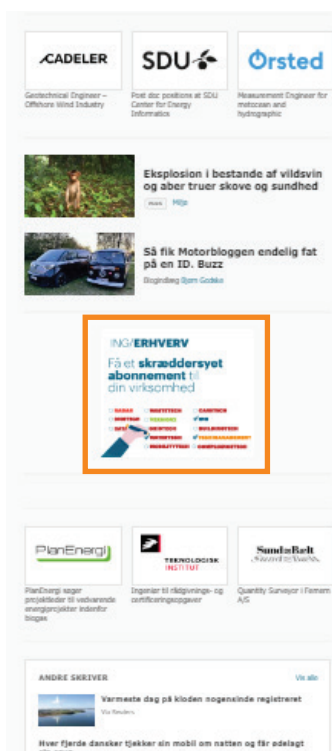 CADELER
SDU
Ørsted
Geotechnical Engineer –
Offshore Wind Industry
Post doc positions at SDU
Center for Energy
Informatics
Measurement Engineer for
metocean and
hydrographic
Eksplosion i bestande af vildsvin
og aber truer skove og sundhed
Miljø
Så fik Motorbloggen endelig fat
på en ID. Buzz
Blogindlæg Bjørn Godske
ING/ERHVERV
Få et skræddersyet
abonnement til
din virksomhed
RADAR
PlanEnergi
TEKNOLOGISK
INSTITUT
Sund&Bælt
PlanEnergi søger
projektleder til vedvarende
energiprojekter indenfor
biogas
Ingeniør til rådgivnings- og
certificeringsopgaver
Quantity Surveyor i Femern
A/S
ANDRE SKRIVER
Vis alle
Varmeste dag på kloden nogensinde registreret
Via Reuters
Hver fjerde dansker tjekker sin mobil om natten og får ødelagt